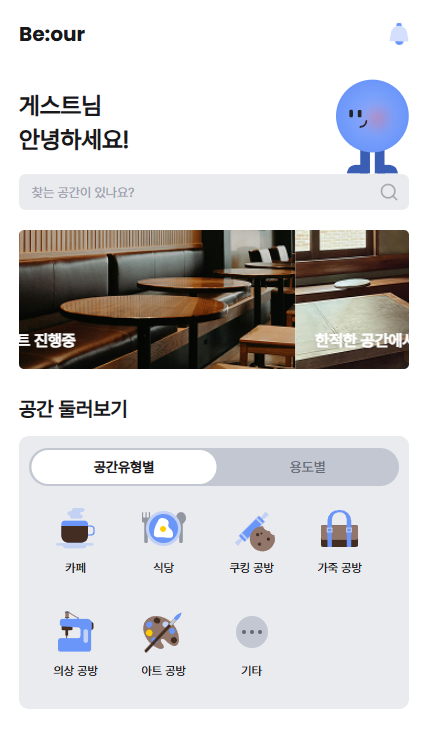 Be:our
게스트님
안녕하세요!
찾는 공간이 있나요?
트 진행중
한적한 공간에서
공간 둘러보기
공간유형별
용도별
카페
식당
쿠킹 공방
가죽 공방
의상 공방
아트 공방
기타